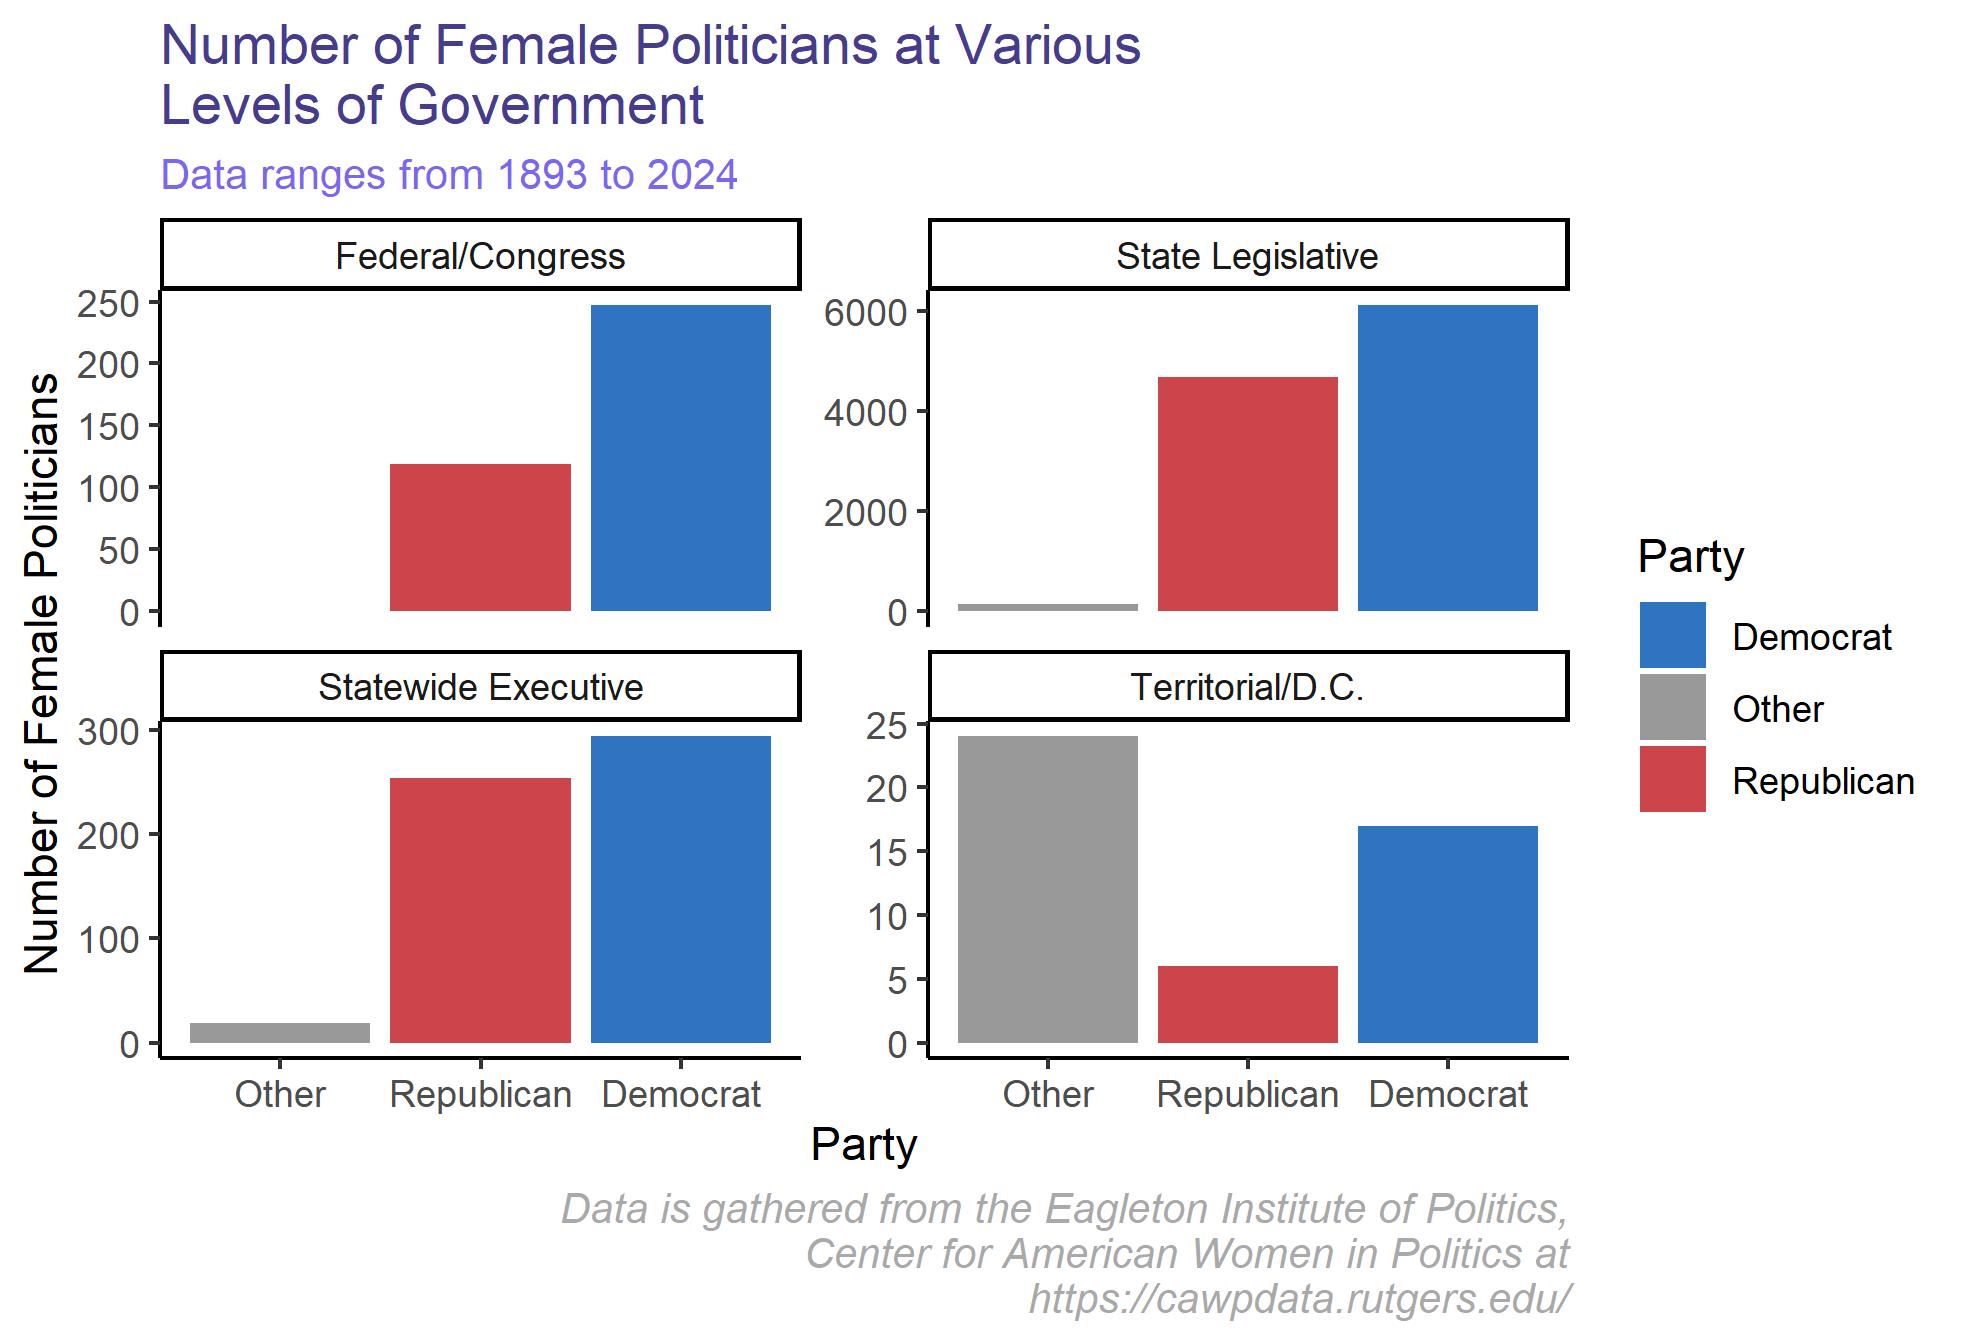 Number of Female Politicians at Various
Levels of Government
Data ranges from 1893 to 2024
Number of Female Politicians
Federal/Congress
250
200
150
100
50
0
State Legislative
6000
4000
2000
0
Statewide Executive
300
200
100
0
Other Republican Democrat
Territorial/D.C.
25
20
15
10
5
0
Other Republican Democrat
Party
Party
Democrat
Other
Republican
Data is gathered from the Eagleton Institute of Politics,
Center for American Women in Politics at
https://cawpdata.rutgers.edu/